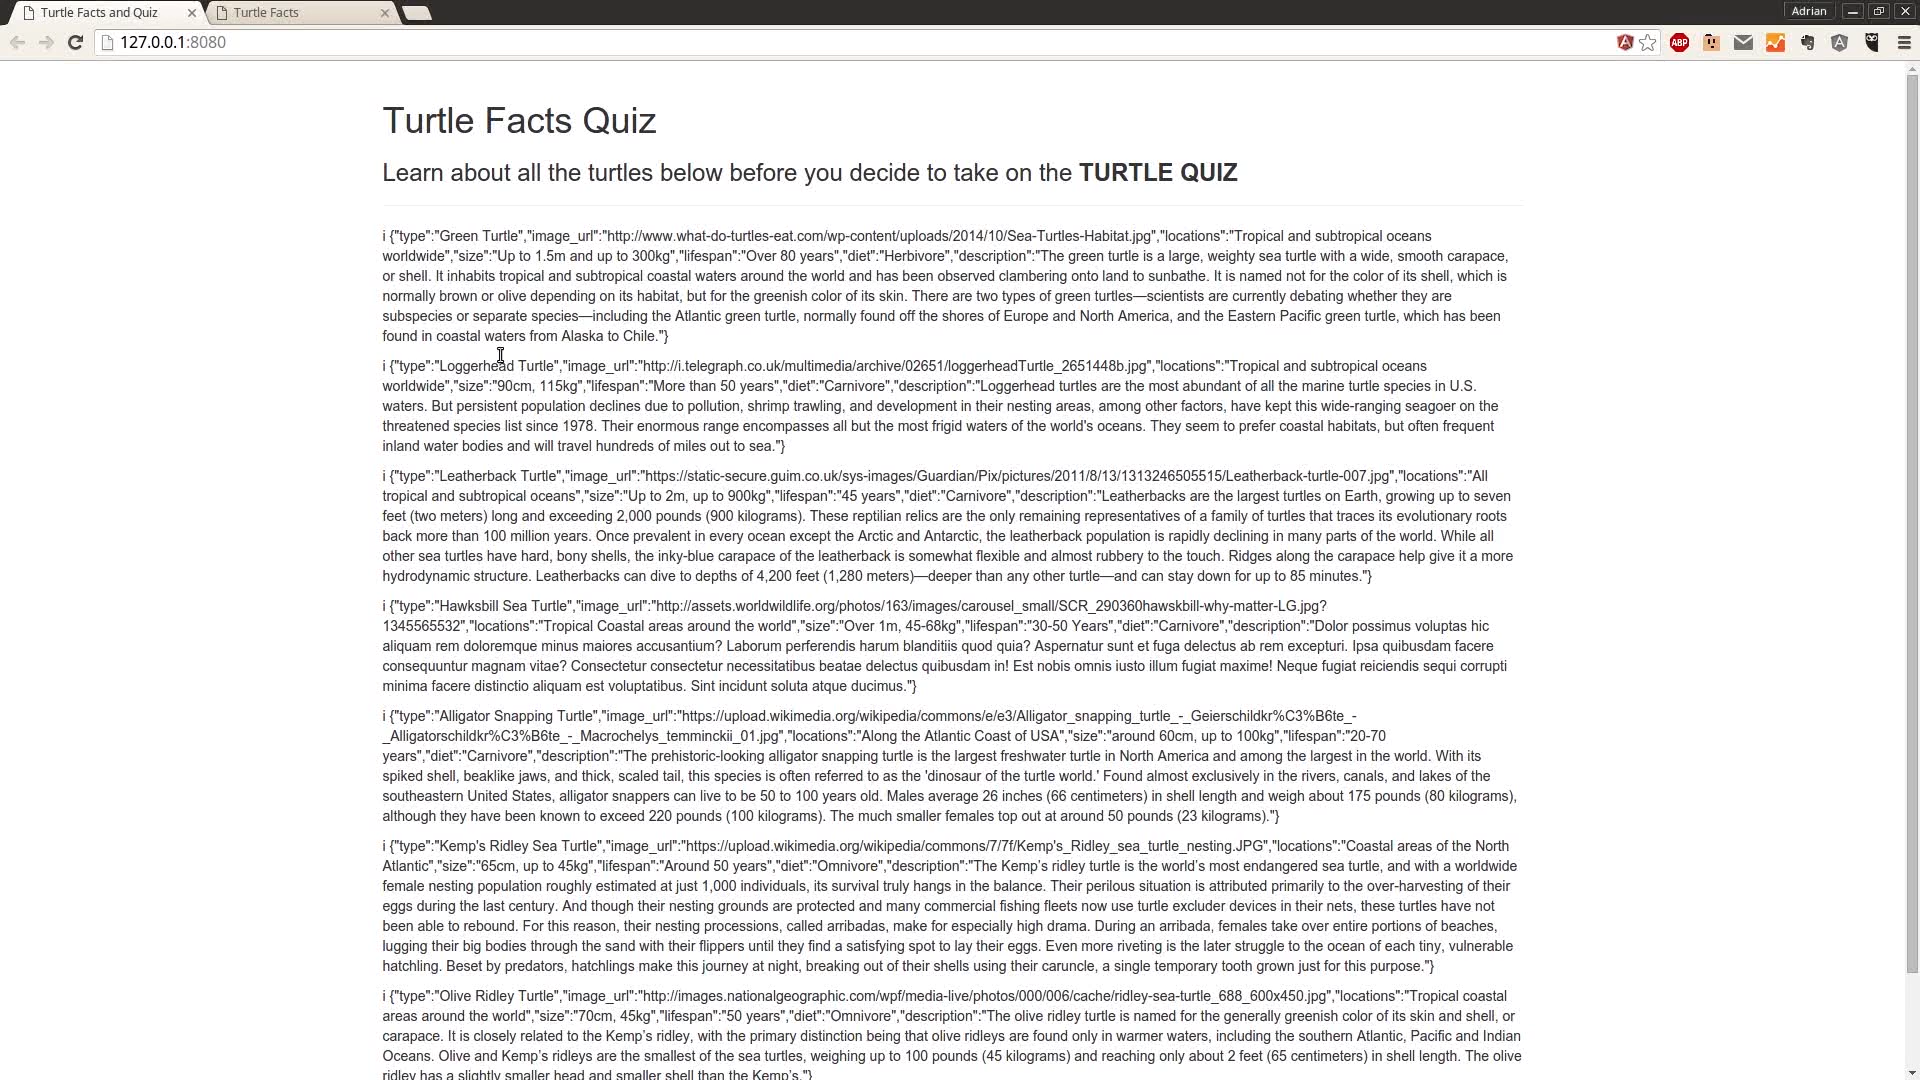 Turtle Facts and Quiz
Turtle Facts
Adrian
127.0.0.1:8080
ABP
Turtle Facts Quiz
Learn about all the turtles below before you decide to take on the TURTLE QUIZ
i {"type":"Green Turtle","image_url":"http://www.what-do-turtles-eat.com/wp-content/uploads/2014/10/Sea-Turtles-Habitat.jpg","locations":"Tropical and subtropical oceans
worldwide","size":"Up to 1.5m and up to 300kg","lifespan":"Over 80 years","diet":"Herbivore","description":"The green turtle is a large, weighty sea turtle with a wide, smooth carapace,
or shell. It inhabits tropical and subtropical coastal waters around the world and has been observed clambering onto land to sunbathe. It is named not for the color of its shell, which is
normally brown or olive depending on its habitat, but for the greenish color of its skin. There are two types of green turtles—scientists are currently debating whether they are
subspecies or separate species—including the Atlantic green turtle, normally found off the shores of Europe and North America, and the Eastern Pacific green turtle, which has been
found in coastal waters from Alaska to Chile."}
i {"type":"Loggerhead Turtle","image_url":"http://i.telegraph.co.uk/multimedia/archive/02651/loggerheadTurtle_2651448b.jpg","locations":"Tropical and subtropical oceans
worldwide","size":"90cm, 115kg","lifespan":"More than 50 years","diet":"Carnivore","description":"Loggerhead turtles are the most abundant of all the marine turtle species in U.S.
waters. But persistent population declines due to pollution, shrimp trawling, and development in their nesting areas, among other factors, have kept this wide-ranging seagoer on the
threatened species list since 1978. Their enormous range encompasses all but the most frigid waters of the world's oceans. They seem to prefer coastal habitats, but often frequent
inland water bodies and will travel hundreds of miles out to sea."}
i {"type":"Leatherback Turtle","image_url":"https://static-secure.guim.co.uk/sys-images/Guardian/Pix/pictures/2011/8/13/1313246505515/Leatherback-turtle-007.jpg","locations":"All
tropical and subtropical oceans","size":"Up to 2m, up to 900kg","lifespan":"45 years","diet":"Carnivore","description":"Leatherbacks are the largest turtles on Earth, growing up to seven
feet (two meters) long and exceeding 2,000 pounds (900 kilograms). These reptilian relics are the only remaining representatives of a family of turtles that traces its evolutionary roots
back more than 100 million years. Once prevalent in every ocean except the Arctic and Antarctic, the leatherback population is rapidly declining in many parts of the world. While all
other sea turtles have hard, bony shells, the inky-blue carapace of the leatherback is somewhat flexible and almost rubbery to the touch. Ridges along the carapace help give it a more
hydrodynamic structure. Leatherbacks can dive to depths of 4,200 feet (1,280 meters)—deeper than any other turtle—and can stay down for up to 85 minutes."}
i {"type":"Hawksbill Sea Turtle","image_url":"http://assets.worldwildlife.org/photos/163/images/carousel_small/SCR_290360hawskbill-why-matter-LG.jpg?
1345565532","locations":"Tropical Coastal areas around the world","size":"Over 1m, 45-68kg","lifespan":"30-50 Years","diet":"Carnivore","description":"Dolor possimus voluptas hic
aliquam rem doloremque minus maiores accusantium? Laborum perferendis harum blanditiis quod quia? Aspernatur sunt et fuga delectus ab rem excepturi. Ipsa quibusdam facere
consequuntur magnam vitae? Consectetur consectetur necessitatibus beatae delectus quibusdam in! Est nobis omnis iusto illum fugiat maxime! Neque fugiat reiciendis sequi corrupti
minima facere distinctio aliquam est voluptatibus. Sint incidunt soluta atque ducimus."}
i {"type":"Alligator Snapping Turtle","image_url":"https://upload.wikimedia.org/wikipedia/commons/e/e3/Alligator_snapping_turtle_-_Geierschildkr%C3%B6te_-
_Alligatorschildkr%C3%B6te_-_Macrochelys_temminckii_01.jpg","locations":"Along the Atlantic Coast of USA","size":"around 60cm, up to 100kg","lifespan":"20-70
years","diet":"Carnivore","description":"The prehistoric-looking alligator snapping turtle is the largest freshwater turtle in North America and among the largest in the world. With its
spiked shell, beaklike jaws, and thick, scaled tail, this species is often referred to as the 'dinosaur of the turtle world.' Found almost exclusively in the rivers, canals, and lakes of the
southeastern United States, alligator snappers can live to be 50 to 100 years old. Males average 26 inches (66 centimeters) in shell length and weigh about 175 pounds (80 kilograms),
although they have been known to exceed 220 pounds (100 kilograms). The much smaller females top out at around 50 pounds (23 kilograms)."}
i {"type":"Kemp's Ridley Sea Turtle","image_url":"https://upload.wikimedia.org/wikipedia/commons/7/7f/Kemp's_Ridley_sea_turtle_nesting.JPG","locations":"Coastal areas of the North
Atlantic","size":"65cm, up to 45kg","lifespan":"Around 50 years","diet":"Omnivore","description":"The Kemp’s ridley turtle is the world’s most endangered sea turtle, and with a worldwide
female nesting population roughly estimated at just 1,000 individuals, its survival truly hangs in the balance. Their perilous situation is attributed primarily to the over-harvesting of their
eggs during the last century. And though their nesting grounds are protected and many commercial fishing fleets now use turtle excluder devices in their nets, these turtles have not
been able to rebound. For this reason, their nesting processions, called arribadas, make for especially high drama. During an arribada, females take over entire portions of beaches,
lugging their big bodies through the sand with their flippers until they find a satisfying spot to lay their eggs. Even more riveting is the later struggle to the ocean of each tiny, vulnerable
hatchling. Beset by predators, hatchlings make this journey at night, breaking out of their shells using their caruncle, a single temporary tooth grown just for this purpose."}
i {"type":"Olive Ridley Turtle","image_url":"http://images.nationalgeographic.com/wpf/media-live/photos/000/006/cache/ridley-sea-turtle_688_600x450.jpg","locations":"Tropical coastal
areas around the world","size":"70cm, 45kg","lifespan":"50 years","diet":"Omnivore","description":"The olive ridley turtle is named for the generally greenish color of its skin and shell, or
carapace. It is closely related to the Kemp’s ridley, with the primary distinction being that olive ridleys are found only in warmer waters, including the southern Atlantic, Pacific and Indian
Oceans. Olive and Kemp’s ridleys are the smallest of the sea turtles, weighing up to 100 pounds (45 kilograms) and reaching only about 2 feet (65 centimeters) in shell length. The olive
ridley has a slightly smaller head and smaller shell than the Kemp’s."}